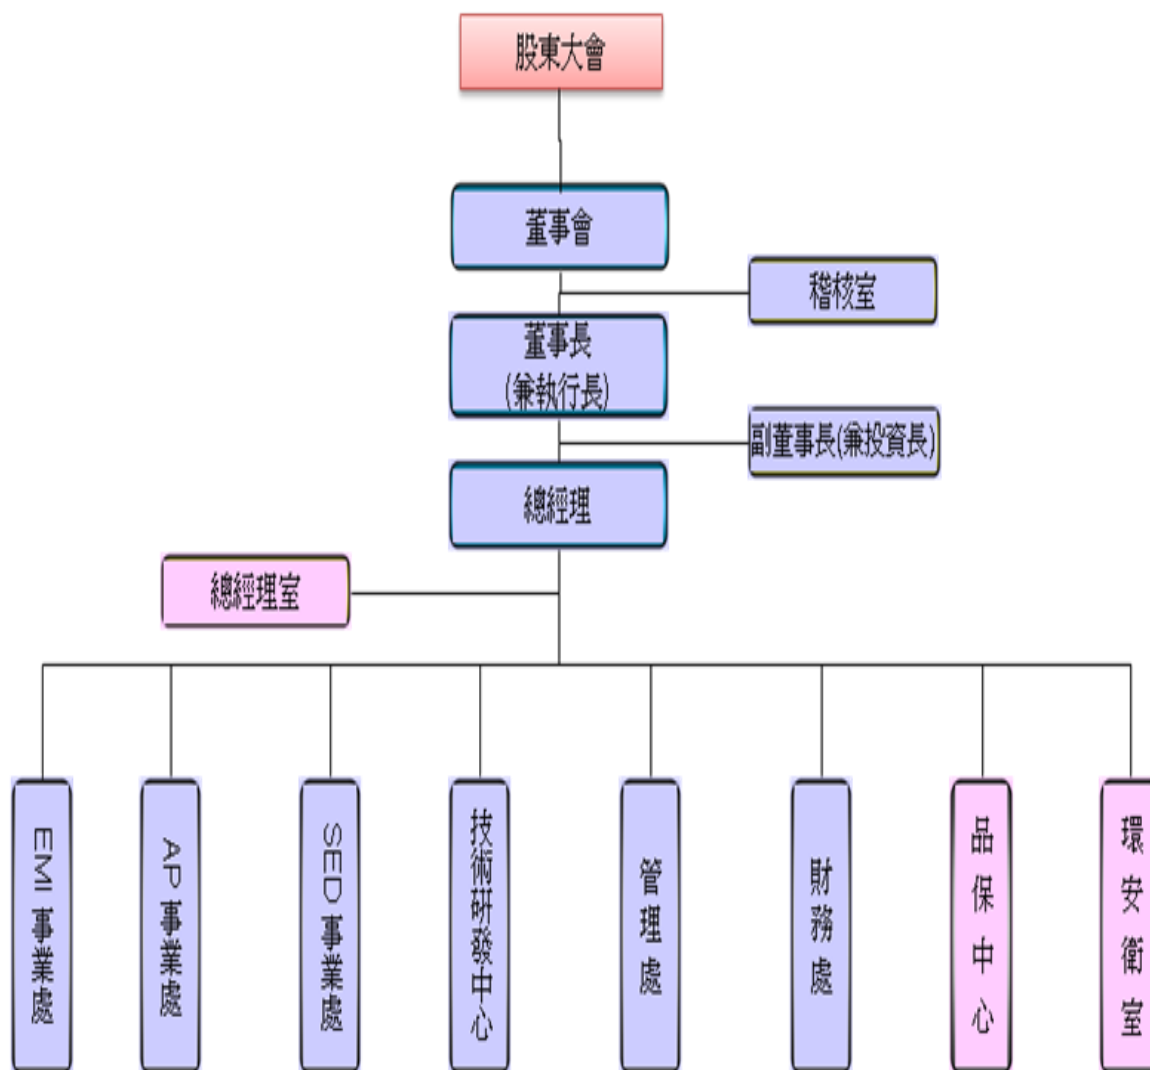 股東大會
董事會
稽核室
董事長
(兼執行長)
副董事長(兼投資長)
總經理
總經理室
EMI 事業處
AP 事業處
SED 事業處
技術研發中心
管理處
財務處
品保中心
環安衛室